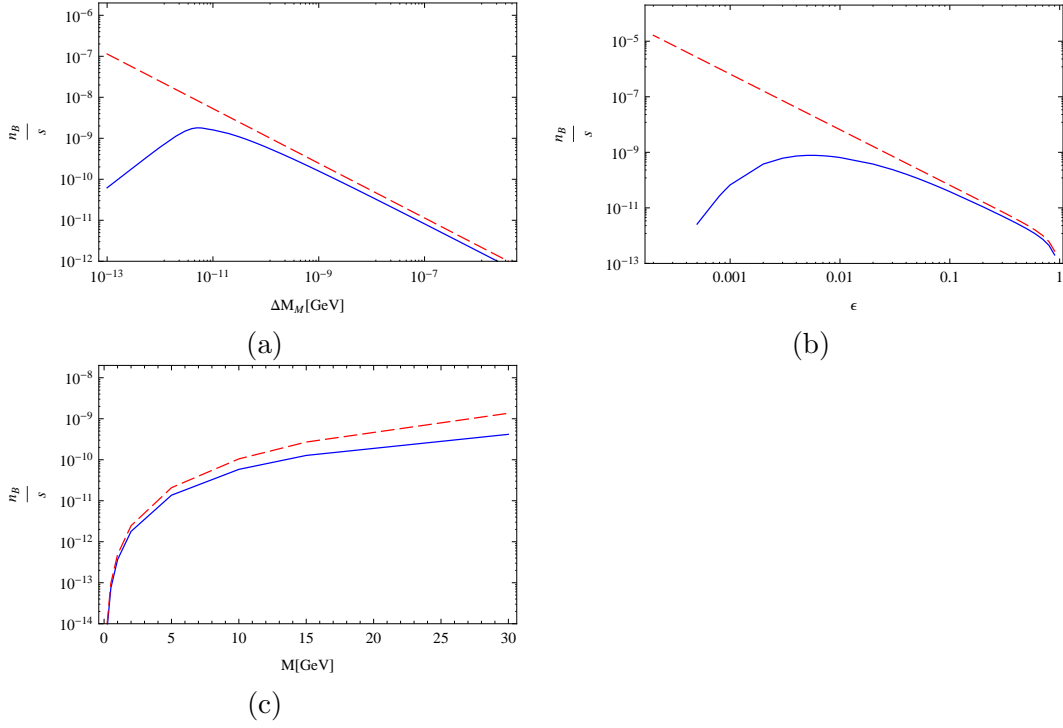 10⁻⁶
10⁻⁷
10⁻⁸
10⁻⁹
10⁻¹⁰
10⁻¹¹
10⁻¹²
n_B
s
10⁻¹³ 10⁻¹¹ 10⁻⁹ 10⁻⁷
ΔM_M[GeV]
(a)
10⁻⁵
10⁻⁷
10⁻⁹
10⁻¹¹
10⁻¹³
n_B
s
0.001 0.01 0.1 1
ϵ
(b)
10⁻⁸
10⁻⁹
10⁻¹⁰
10⁻¹¹
10⁻¹²
10⁻¹³
10⁻¹⁴
n_B
s
0 5 10 15 20 25 30
M[GeV]
(c)